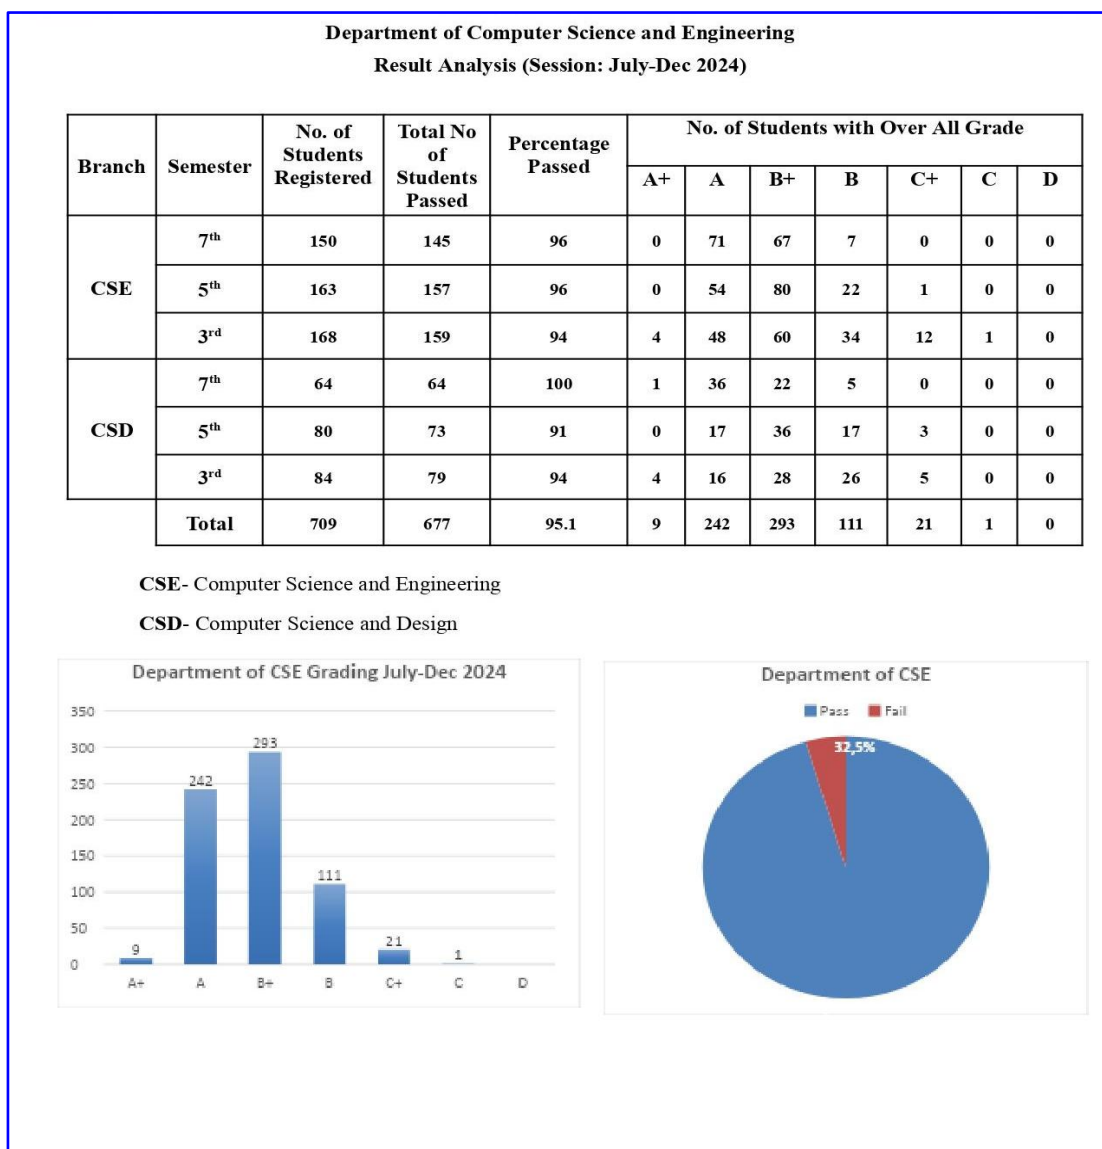 Department of Computer Science and Engineering
Result Analysis (Session: July-Dec 2024)
Branch Semester No. of Students Registered Total No of Students Passed Percentage Passed No. of Students with Over All Grade
A+ A B+ B C+ C D
CSE
7th 150 145 96 0 71 67 7 0 0 0
5th 163 157 96 0 54 80 22 1 0 0
3rd 168 159 94 4 48 60 34 12 1 0
CSD
7th 64 64 100 1 36 22 5 0 0 0
5th 80 73 91 0 17 36 17 3 0 0
3rd 84 79 94 4 16 28 26 5 0 0
Total 709 677 95.1 9 242 293 111 21 1 0
CSE- Computer Science and Engineering
CSD- Computer Science and Design
Department of CSE Grading July-Dec 2024
350
300
250
200
150
100
50
0
9
242
293
111
21
1
A+ A B+ B C+ C D
Department of CSE
Pass Fail
32,5%